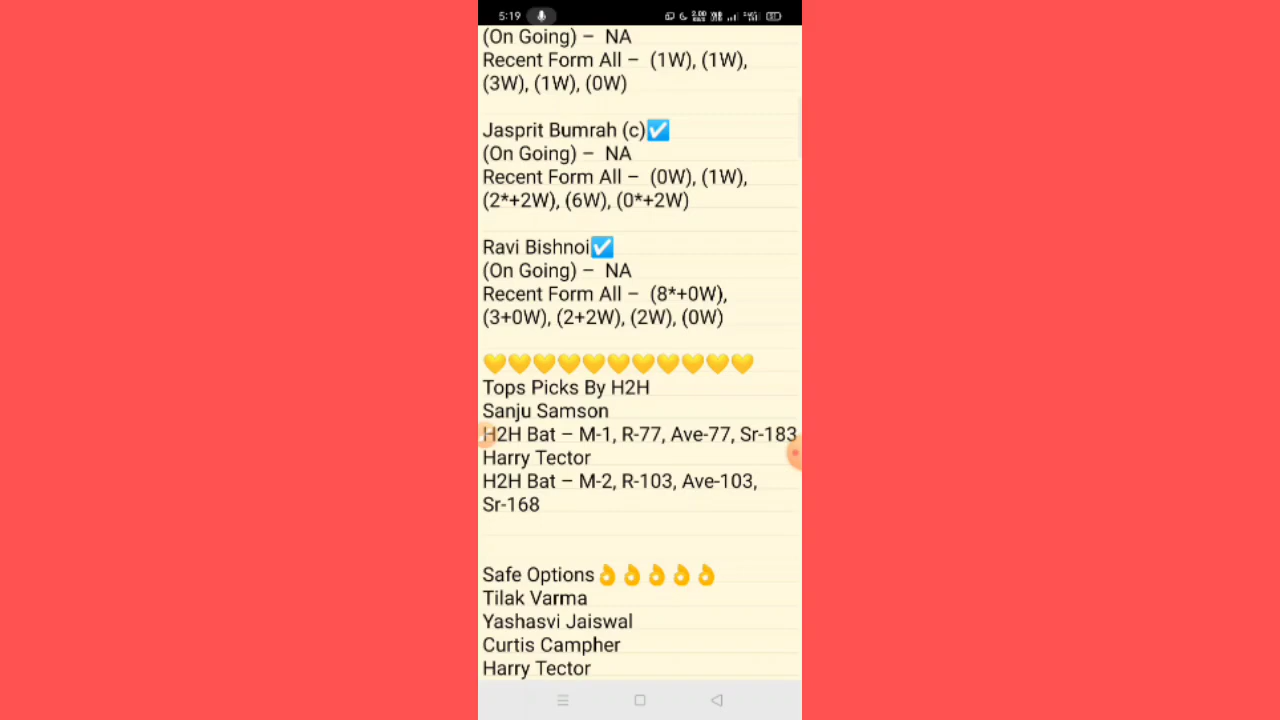 5:19
(On Going) – NA
Recent Form All – (1W), (1W),
(3W), (1W), (0W)
Jasprit Bumrah (c)☑️
(On Going) – NA
Recent Form All – (0W), (1W),
(2*+2W), (6W), (0*+2W)
Ravi Bishnoi☑️
(On Going) – NA
Recent Form All – (8*+0W),
(3+0W), (2+2W), (2W), (0W)
💛💛💛💛💛💛💛💛💛💛💛
Tops Picks By H2H
Sanju Samson
H2H Bat – M-1, R-77, Ave-77, Sr-183
Harry Tector
H2H Bat – M-2, R-103, Ave-103,
Sr-168
Safe Options👌👌👌👌👌
Tilak Varma
Yashasvi Jaiswal
Curtis Campher
Harry Tector